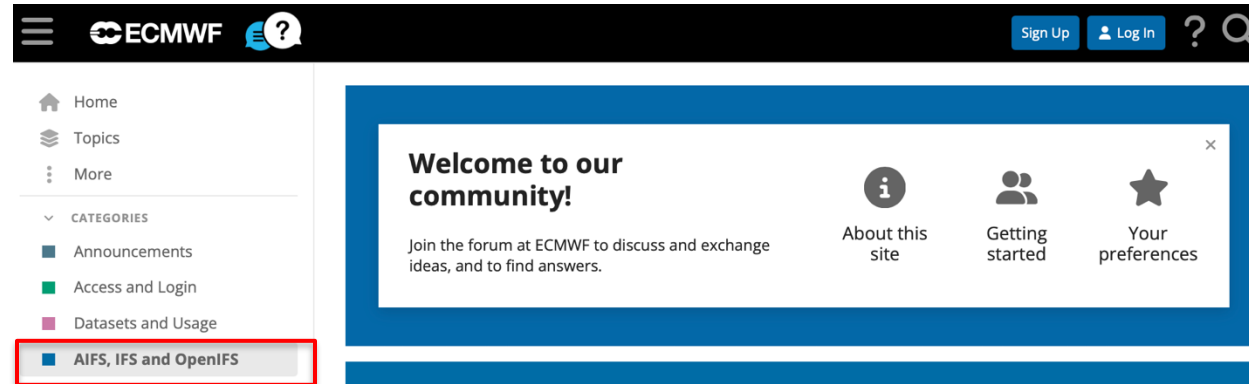 ECMWF ?
Sign Up
Log In
?
Home
Topics
More
CATEGORIES
Announcements
Access and Login
Datasets and Usage
AIFS, IFS and OpenIFS
Welcome to our
community!
Join the forum at ECMWF to discuss and exchange
ideas, and to find answers.
About this
site
Getting
started
Your
preferences